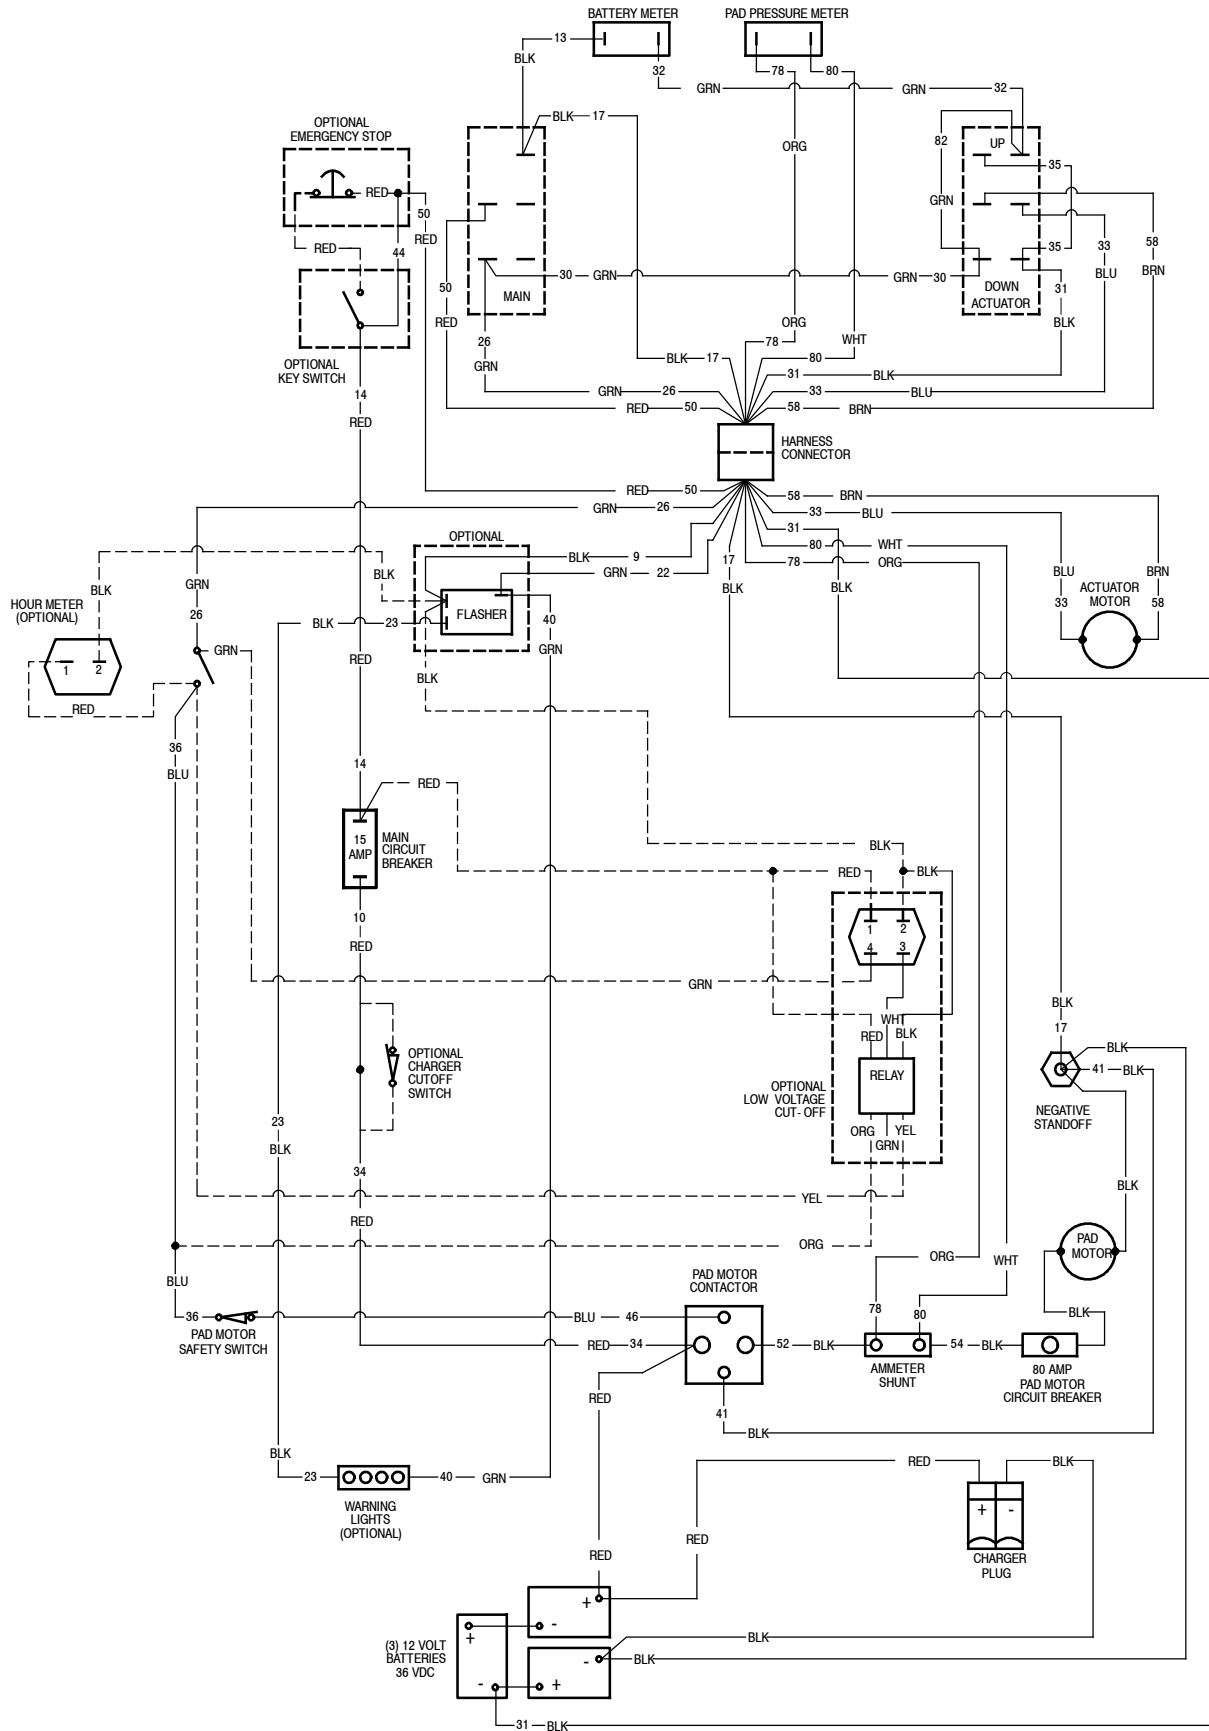 BATTERY METER
PAD PRESSURE METER
13
BLK
32
78
80
GRN
GRN
32
BLK
17
OPTIONAL
EMERGENCY STOP
ORG
82
UP
35
RED
50
RED
44
RED
GRN
33
BLU
58
BRN
35
30
GRN
GRN
30
50
RED
MAIN
DOWN
ACTUATOR
31
BLK
ORG
78
WHT
26
GRN
BLK
17
80
OPTIONAL
KEY SWITCH
31
BLK
14
RED
GRN
26
33
BLU
RED
50
58
BRN
HARNESS
CONNECTOR
RED
50
58
BRN
GRN
26
33
BLU
31
OPTIONAL
80
WHT
BLK
9
17
78
ORG
GRN
22
BLK
BLK
BLK
BLU
BRN
GRN
BLK
HOUR METER
(OPTIONAL)
26
FLASHER
40
33
58
ACTUATOR
MOTOR
BLK
23
GRN
GRN
1
2
RED
BLK
RED
36
BLU
14
RED
15
AMP
MAIN
CIRCUIT
BREAKER
BLK
RED
BLK
10
RED
1
2
4
3
GRN
BLK
17
WHT
RED
BLK
BLK
41
BLK
OPTIONAL
CHARGER
CUTOFF
SWITCH
RELAY
OPTIONAL
LOW VOLTAGE
CUT-OFF
NEGATIVE
STANDOFF
23
BLK
ORG
YEL
GRN
34
BLK
YEL
RED
ORG
PAD
MOTOR
ORG
WHT
BLU
PAD MOTOR
CONTACTOR
78
80
BLK
36
BLU
46
PAD MOTOR
SAFETY SWITCH
RED
34
52
BLK
54
BLK
AMMETER
SHUNT
80 AMP
PAD MOTOR
CIRCUIT BREAKER
RED
41
BLK
BLK
23
40
GRN
RED
BLK
WARNING
LIGHTS
(OPTIONAL)
+
-
RED
RED
CHARGER
PLUG
+
-
+
(3) 12 VOLT
BATTERIES
36 VDC
BLK
-
BLK
-
+
31
BLK